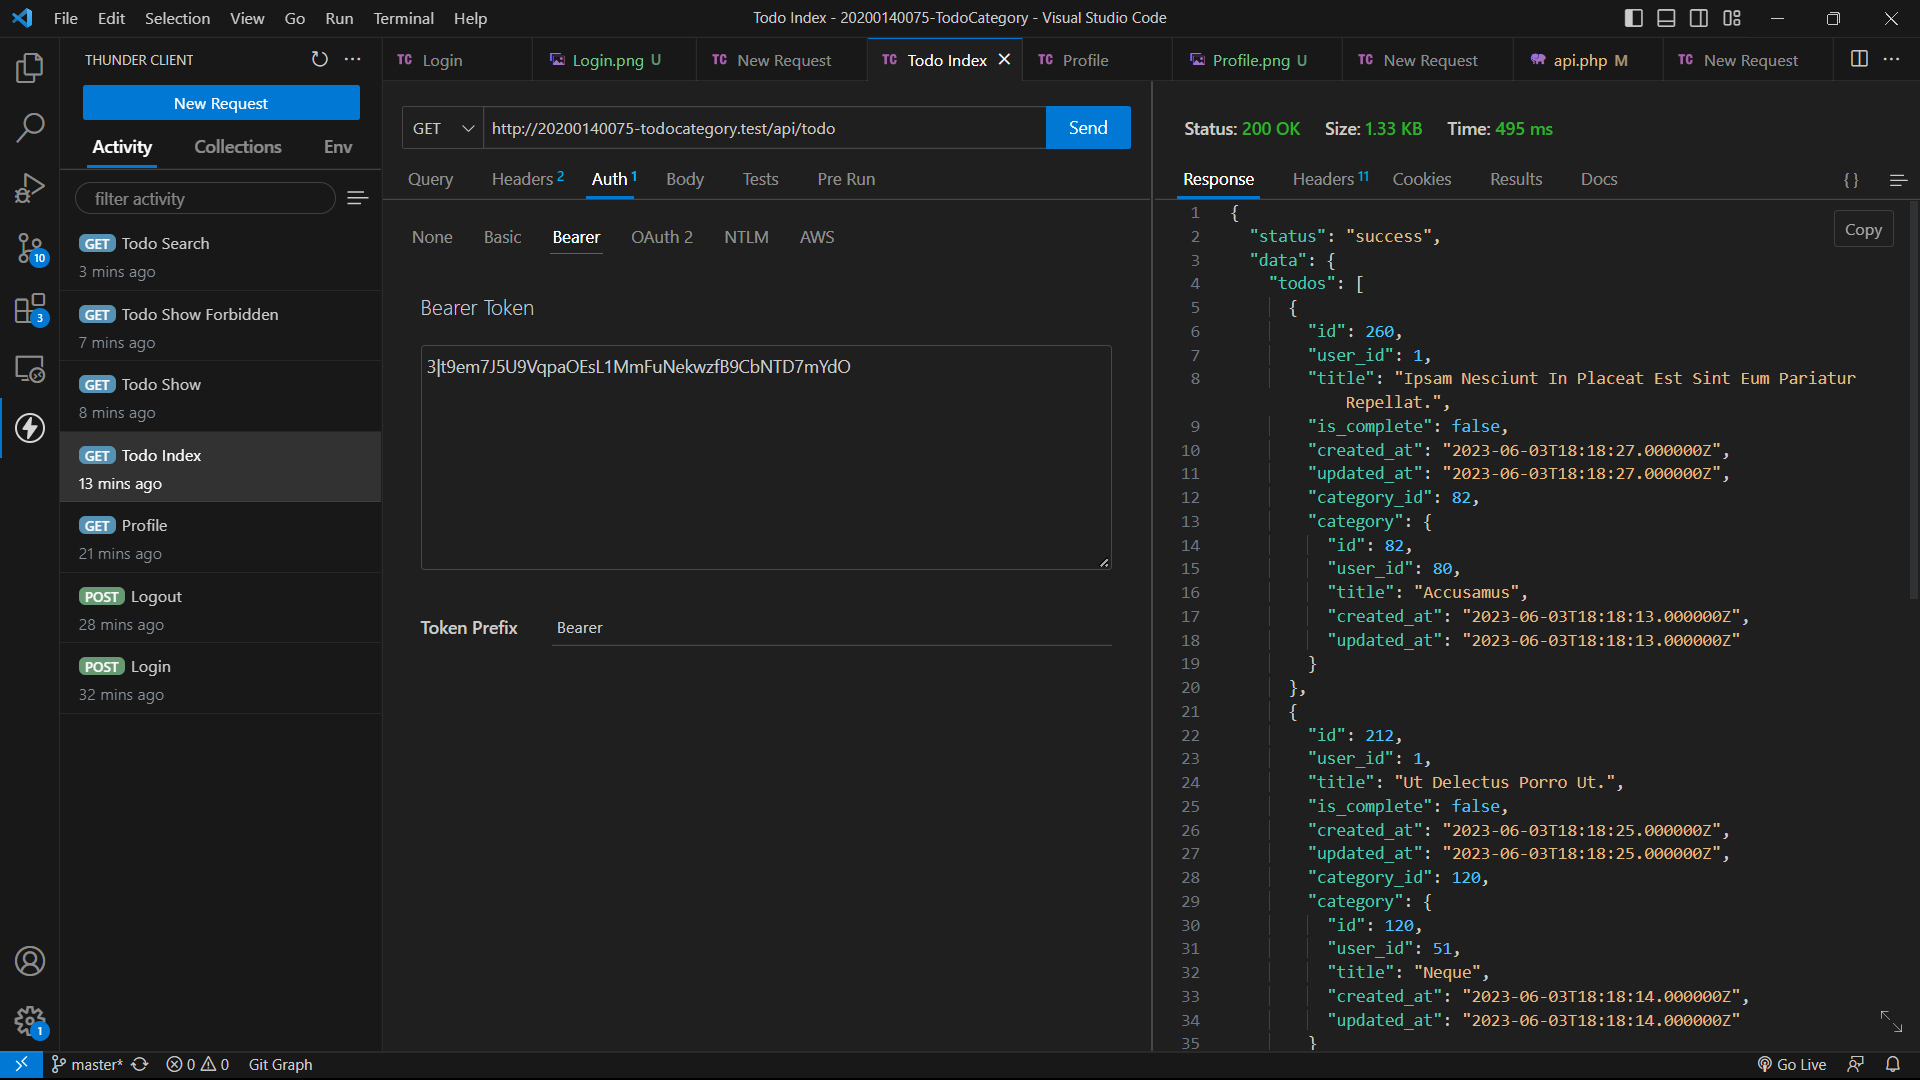 File Edit Selection View Go Run Terminal Help
Todo Index - 20200140075-TodoCategory - Visual Studio Code
THUNDER CLIENT
New Request
Activity Collections Env
filter activity
GET Todo Search
3 mins ago
GET Todo Show Forbidden
7 mins ago
GET Todo Show
8 mins ago
GET Todo Index
13 mins ago
GET Profile
21 mins ago
POST Logout
28 mins ago
POST Login
32 mins ago
10
3
1
TC Login
Login.png U
TC New Request
TC Todo Index
TC Profile
Profile.png U
TC New Request
api.php M
TC New Request
GET http://20200140075-todocategory.test/api/todo Send
Query Headers 2 Auth 1 Body Tests Pre Run
None Basic Bearer OAuth 2 NTLM AWS
Bearer Token
3|t9em7J5U9VqpaOEsL1MmFuNekwzfB9CbNTD7mYdO
Token Prefix Bearer
Status: 200 OK Size: 1.33 KB Time: 495 ms
Response Headers 11 Cookies Results Docs { }
Copy
1 {
2 "status": "success",
3 "data": {
4 "todos": [
5 {
6 "id": 260,
7 "user_id": 1,
8 "title": "Ipsam Nesciunt In Placeat Est Sint Eum Pariatur
Repellat.",
9 "is_complete": false,
10 "created_at": "2023-06-03T18:18:27.000000Z",
11 "updated_at": "2023-06-03T18:18:27.000000Z",
12 "category_id": 82,
13 "category": {
14 "id": 82,
15 "user_id": 80,
16 "title": "Accusamus",
17 "created_at": "2023-06-03T18:18:13.000000Z",
18 "updated_at": "2023-06-03T18:18:13.000000Z"
19 }
20 },
21 {
22 "id": 212,
23 "user_id": 1,
24 "title": "Ut Delectus Porro Ut.",
25 "is_complete": false,
26 "created_at": "2023-06-03T18:18:25.000000Z",
27 "updated_at": "2023-06-03T18:18:25.000000Z",
28 "category_id": 120,
29 "category": {
30 "id": 120,
31 "user_id": 51,
32 "title": "Neque",
33 "created_at": "2023-06-03T18:18:14.000000Z",
34 "updated_at": "2023-06-03T18:18:14.000000Z"
35 }
master* 0 0 Git Graph
Go Live